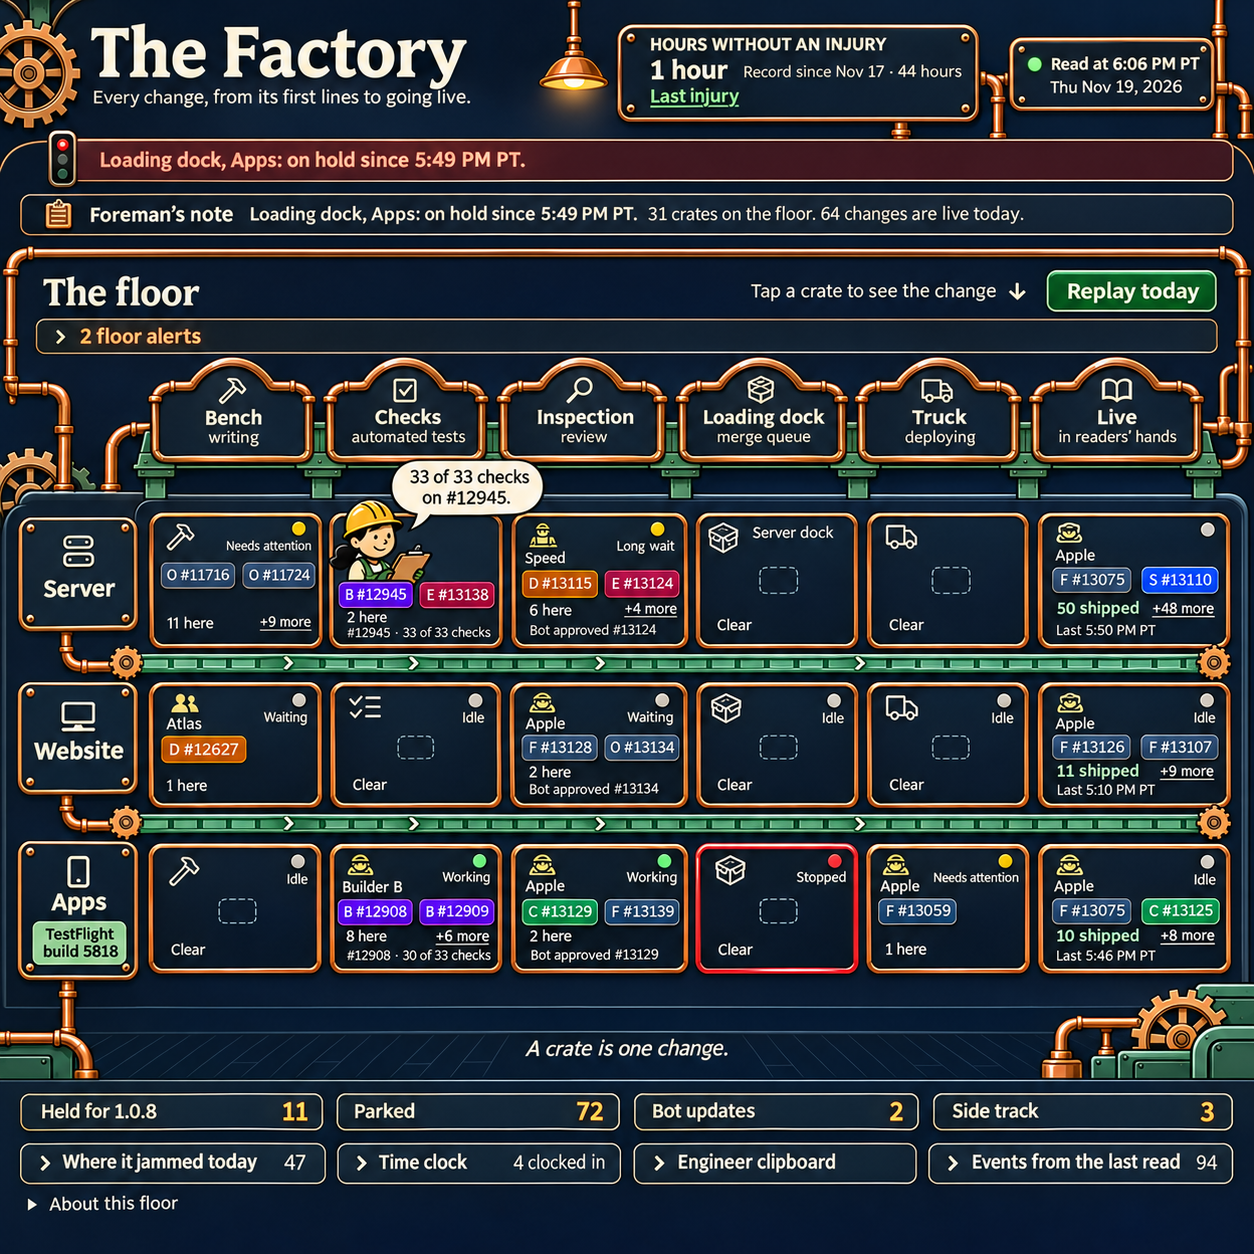 The Factory
Every change, from its first lines to going live.
HOURS WITHOUT AN INJURY
1 hour Record since Nov 17 · 44 hours
Last injury
Read at 6:06 PM PT
Thu Nov 19, 2026
Loading dock, Apps: on hold since 5:49 PM PT.
Foreman's note Loading dock, Apps: on hold since 5:49 PM PT. 31 crates on the floor. 64 changes are live today.
The floor
Tap a crate to see the change ↓
Replay today
2 floor alerts
Bench
writing
Checks
automated tests
Inspection
review
Loading dock
merge queue
Truck
deploying
Live
in readers' hands
33 of 33 checks
on #12945.
Server
Needs attention
O #11716 O #11724
11 here +9 more
B #12945 E #13138
2 here
#12945 · 33 of 33 checks
Speed
Long wait
D #13115 E #13124
6 here +4 more
Bot approved #13124
Server dock
Clear
Clear
Apple
F #13075 S #13110
50 shipped +48 more
Last 5:50 PM PT
Website
Atlas
Waiting
D #12627
1 here
Idle
Clear
Apple
Waiting
F #13128 O #13134
2 here
Bot approved #13134
Idle
Clear
Idle
Clear
Apple
Idle
F #13126 F #13107
11 shipped +9 more
Last 5:10 PM PT
Apps
TestFlight
build 5818
Idle
Clear
Builder B
Working
B #12908 B #12909
8 here +6 more
#12908 · 30 of 33 checks
Apple
Working
C #13129 F #13139
2 here
Bot approved #13129
Stopped
Clear
Apple
Needs attention
F #13059
1 here
Apple
Idle
F #13075 C #13125
10 shipped +8 more
Last 5:46 PM PT
A crate is one change.
Held for 1.0.8 11
Parked 72
Bot updates 2
Side track 3
Where it jammed today 47
Time clock 4 clocked in
Engineer clipboard
Events from the last read 94
About this floor